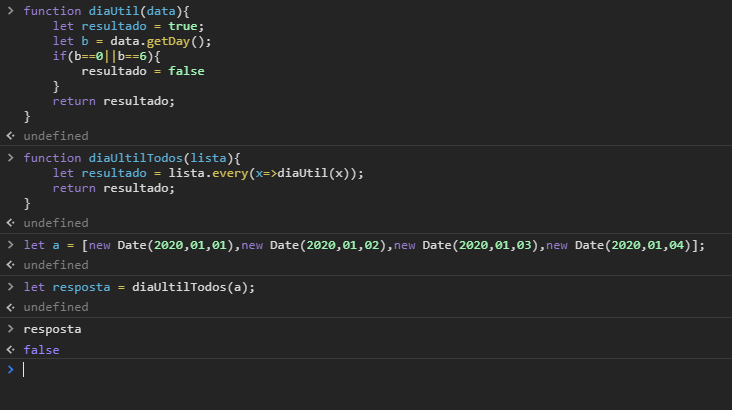 function diaUtil(data){
    let resultado = true;
    let b = data.getDay();
    if(b==0||b==6){
        resultado = false
    }
    return resultado;
}
undefined
function diaUltilTodos(lista){
    let resultado = lista.every(x=>diaUtil(x));
    return resultado;
}
undefined
let a = [new Date(2020,01,01),new Date(2020,01,02),new Date(2020,01,03),new Date(2020,01,04)];
undefined
let resposta = diaUltilTodos(a);
undefined
resposta
false